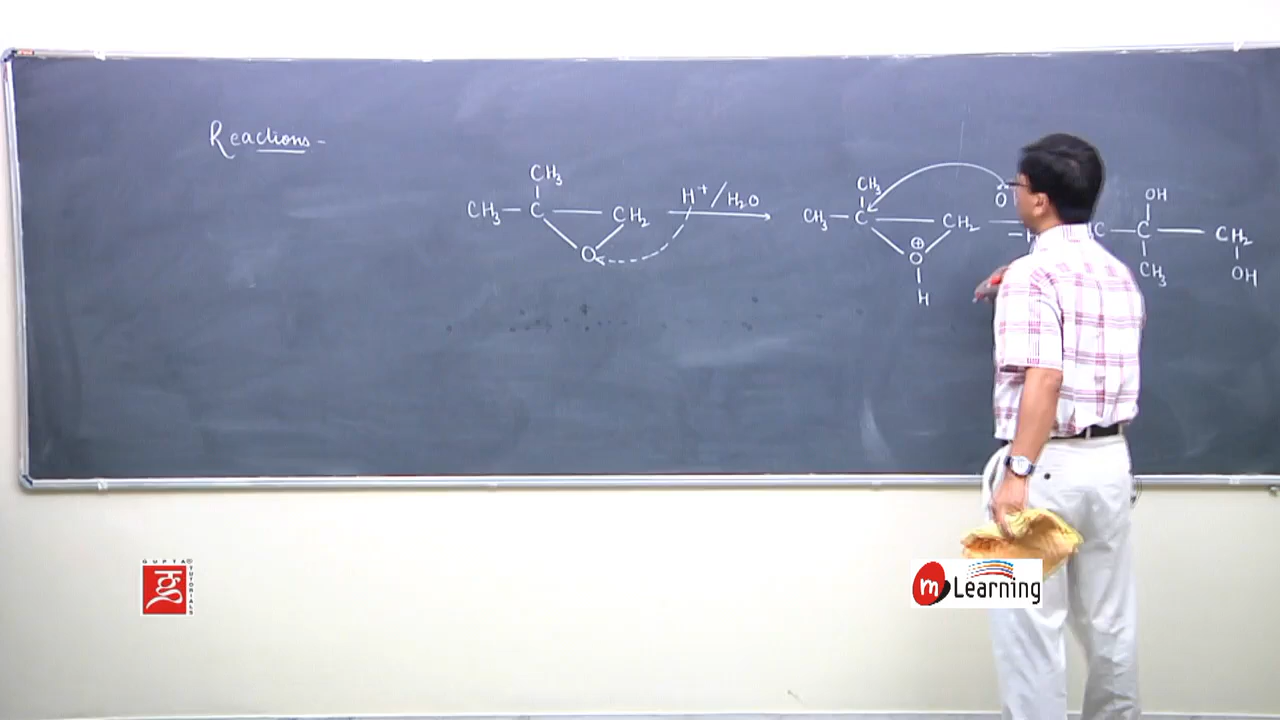 Reactions -
CH3
CH3 - C - CH2
O
H+/H2O
CH3
CH3 - C - CH2
⊕
O
H
O
-H
OH
C - C - CH2
CH3 OH
GUPTA TUTORIALS
m Learning